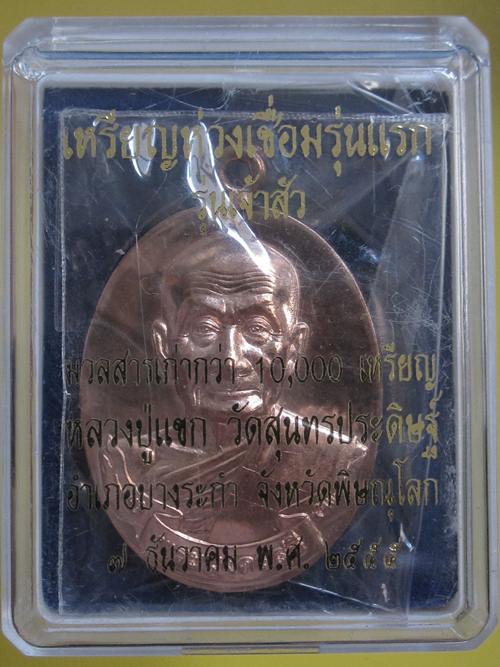 เหรียญห่วงเชื่อมรุ่นแรก
รุ่นเจ้าสัว
มวลสารเก่ากว่า 10,000 เหรียญ
หลวงปู่แขก วัดสุนทรประดิษฐ์
อำเภอบางระกำ จังหวัดพิษณุโลก
๗ ธันวาคม พ.ศ. ๒๕๕๕